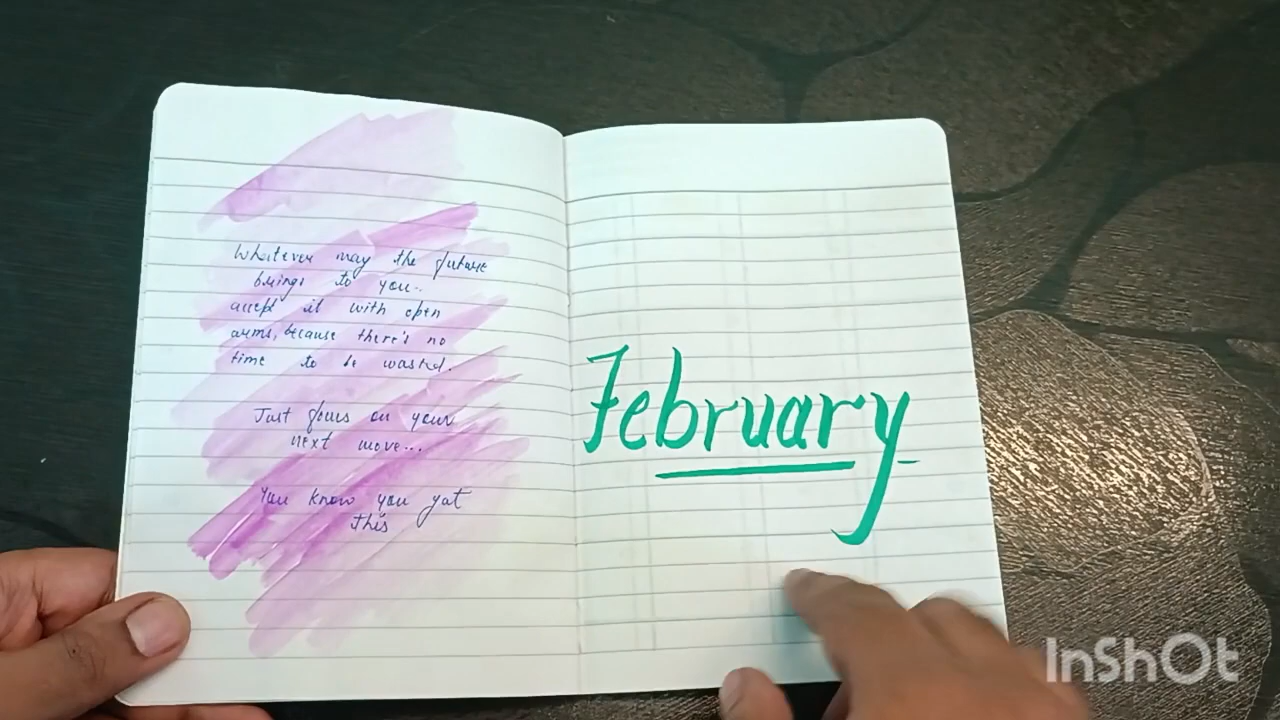 Whatever may the future
brings to you..
accept it with open
arms, because there's no
time to be wasted.
Just focus on your
next move...
You know you got
this
February
InShOt